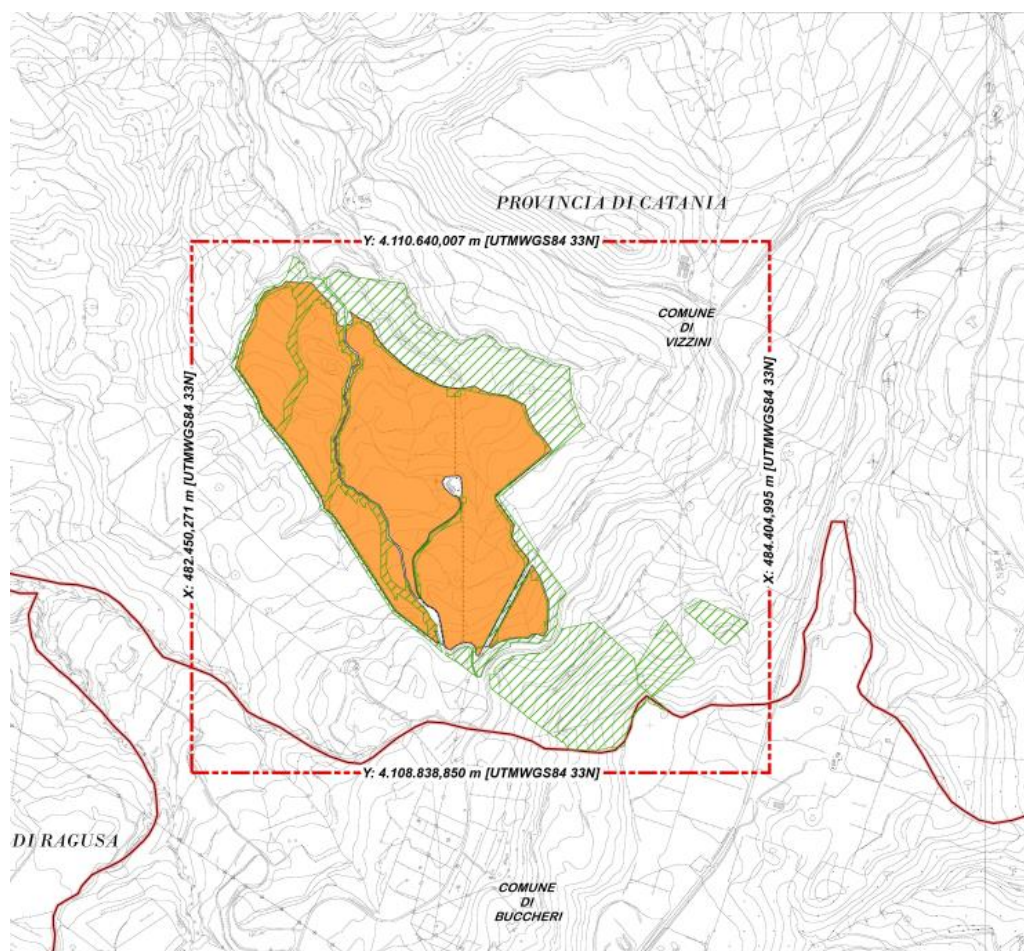 PROVINCIA DI CATANIA
Y: 4.110.640,007 m [UTMWGS84 33N]
COMUNE
DI
VIZZINI
X: 482.450,271 m [UTMWGS84 33N]
X: 484.404,995 m [UTMWGS84 33N]
Y: 4.108.838,850 m [UTMWGS84 33N]
DI RAGUSA
COMUNE
DI
BUCCHERI